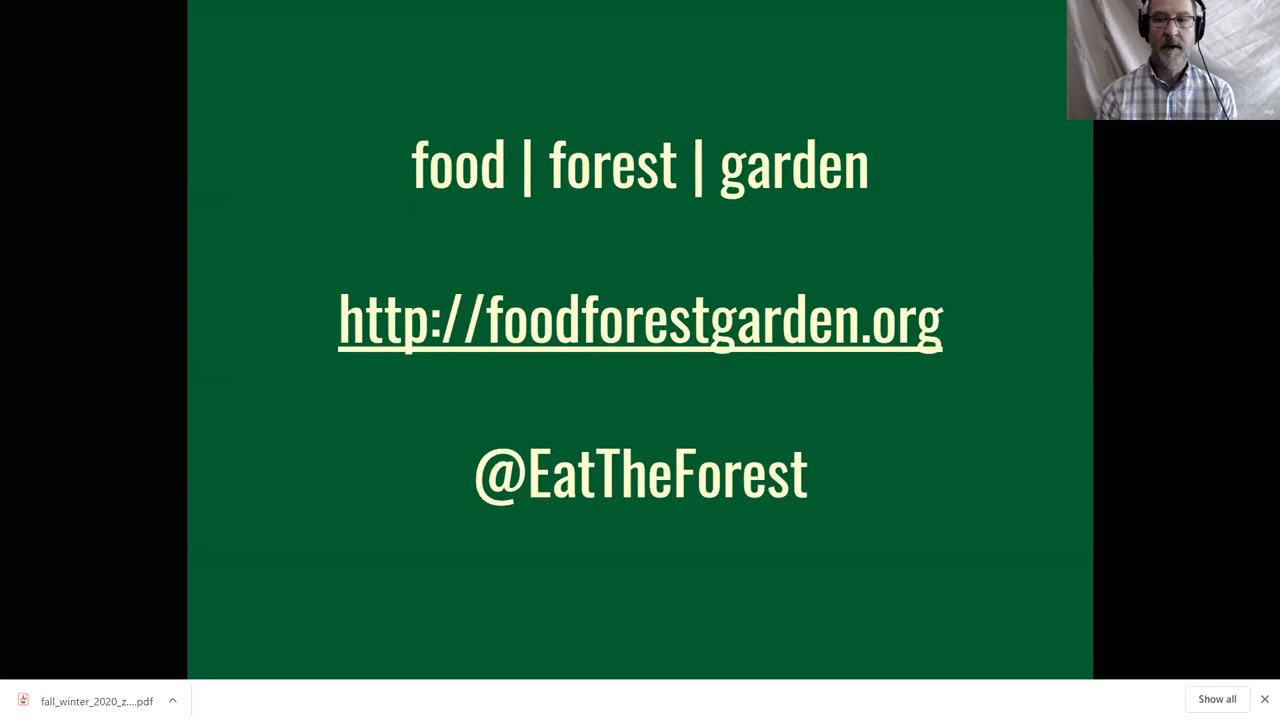 food | forest | garden
http://foodforestgarden.org
@EatTheForest
fall_winter_2020_z....pdf
Show all